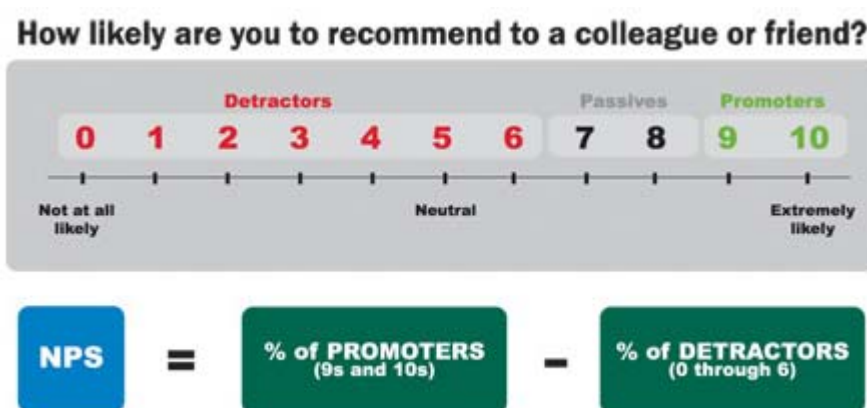 How likely are you to recommend to a colleague or friend?
Detractors Passives Promoters
0 1 2 3 4 5 6 7 8 9 10
Not at all
likely
Neutral
Extremely
likely
NPS = % of PROMOTERS
(9s and 10s)
- % of DETRACTORS
(0 through 6)